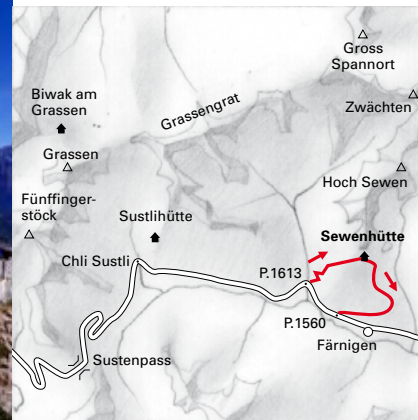 Gross
Spannort
Biwak am
Grassen
Grassengrat
Zwächten
Grassen
Hoch Sewen
Fünffinger-
stöck
Sustlihütte
Sewenhütte
Chli Sustli
P.1613
P.1560
Färnigen
Sustenpass